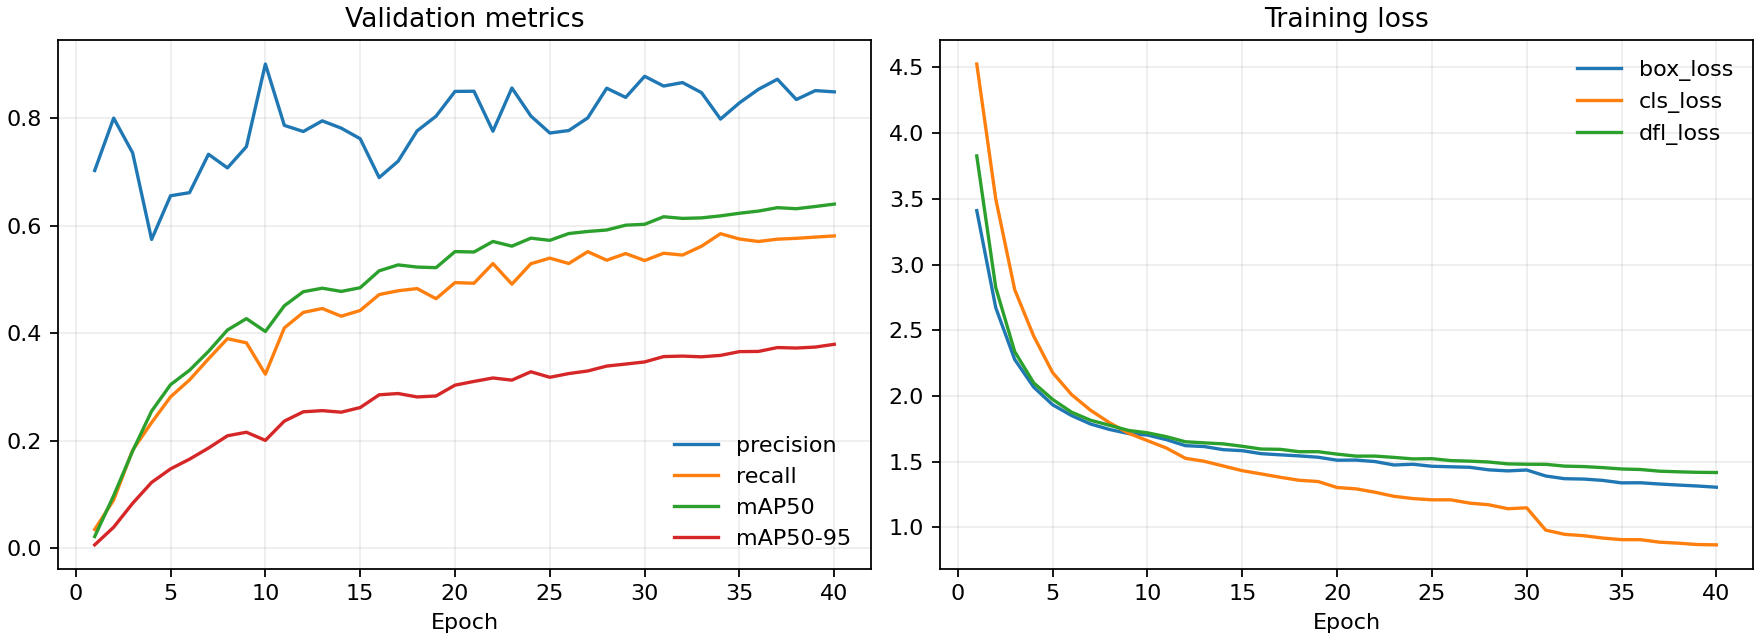 Validation metrics
0.8
0.6
0.4
0.2
0.0
precision
recall
mAP50
mAP50-95
0 5 10 15 20 25 30 35 40
Epoch
Training loss
4.5
4.0
3.5
3.0
2.5
2.0
1.5
1.0
box_loss
cls_loss
dfl_loss
0 5 10 15 20 25 30 35 40
Epoch